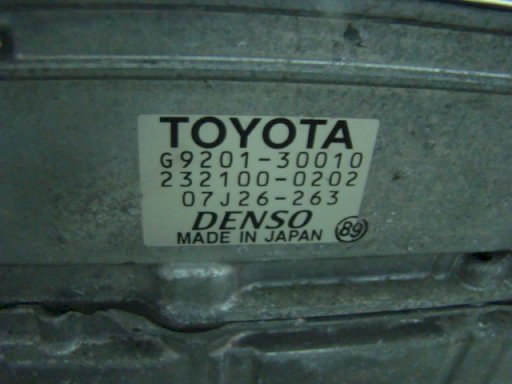 TOYOTA
G9201-30010
232100-0202
07J26-263
DENSO
MADE IN JAPAN 89